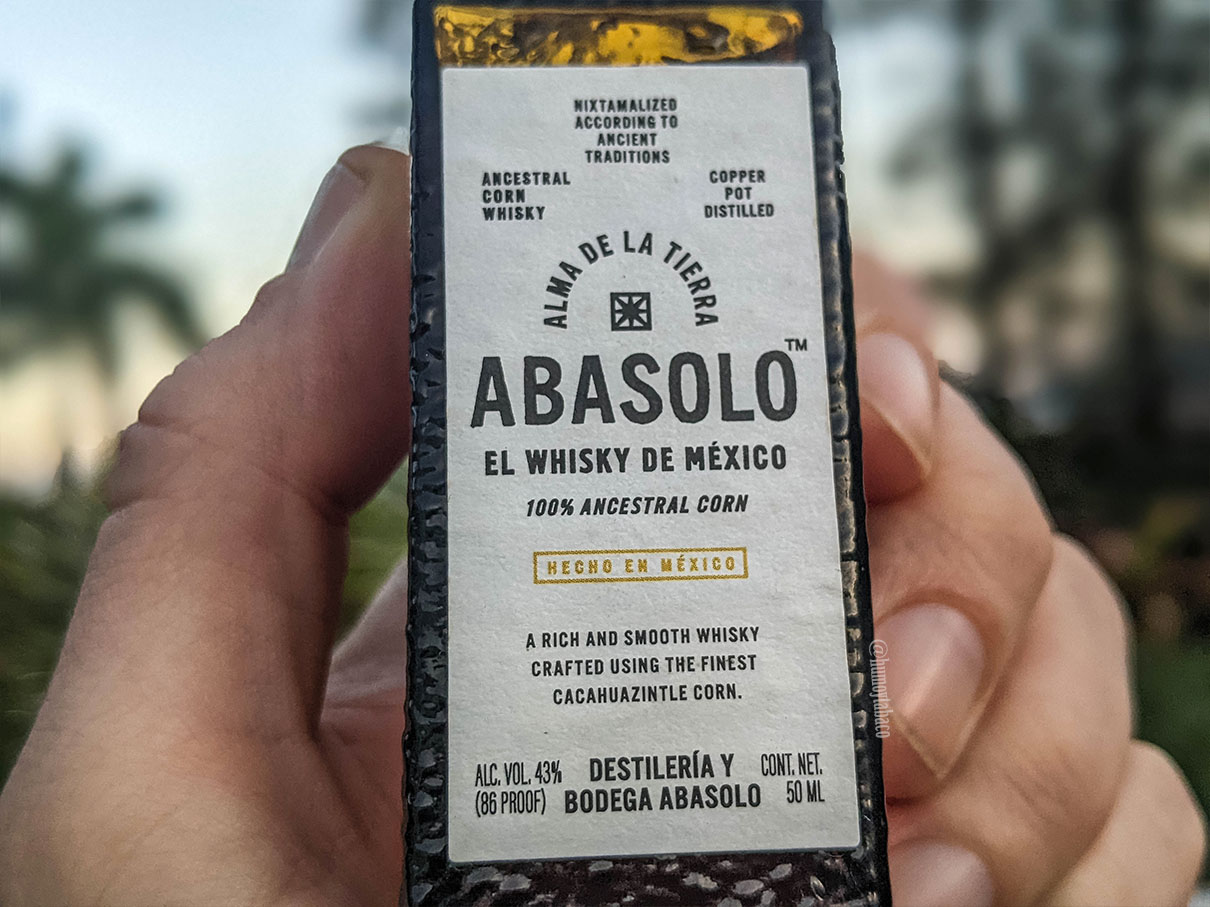 NIXTAMALIZED
ACCORDING TO
ANCIENT
TRADITIONS
ANCESTRAL
CORN
WHISKY
COPPER
POT
DISTILLED
ALMA DE LA TIERRA
ABASOLO™
EL WHISKY DE MÉXICO
100% ANCESTRAL CORN
HECHO EN MÉXICO
A RICH AND SMOOTH WHISKY
CRAFTED USING THE FINEST
CACAHUAZINTLE CORN.
ALC. VOL. 43%
(86 PROOF)
DESTILERÍA Y
BODEGA ABASOLO
CONT. NET.
50 ML
@humoytabaco